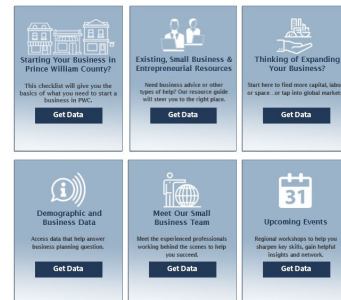 Starting Your Business in
Prince William County?
This checklist will give you the
basics of what you need to start a
business in PWC.
Get Data
Existing, Small Business &
Entrepreneurial Resources
Need business advice or other
types of help? Our resource guide
will steer you to the right place.
Get Data
Thinking of Expanding
Your Business?
Start here to find more capital, labo
or space...or tap into global market
Get Data
Demographic and
Business Data
Access data that help answer
business planning question.
Get Data
Meet Our Small
Business Team
Meet the experienced professionals
working behind the scenes to help
you succeed.
Get Data
31
Upcoming Events
Regional workshops to help you
sharpen key skills, gain helpful
insights and network.
Get Data